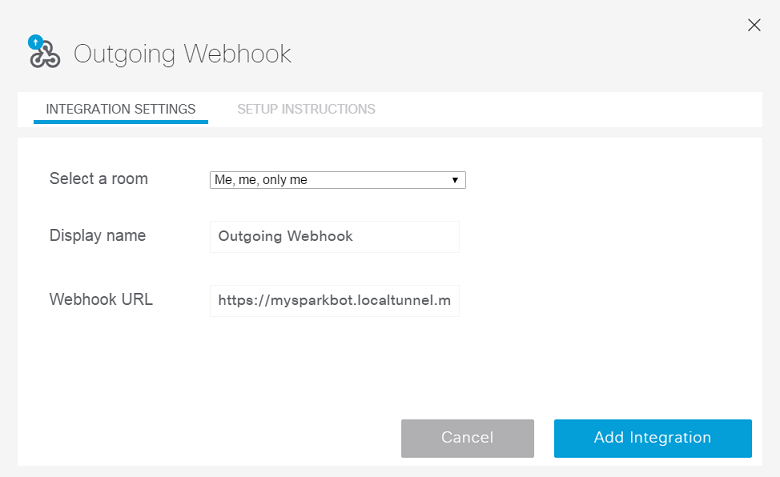 Outgoing Webhook
INTEGRATION SETTINGS SETUP INSTRUCTIONS
Select a room Me, me, only me
Display name Outgoing Webhook
Webhook URL https://mysparkbot.localtunnel.m
Cancel Add Integration